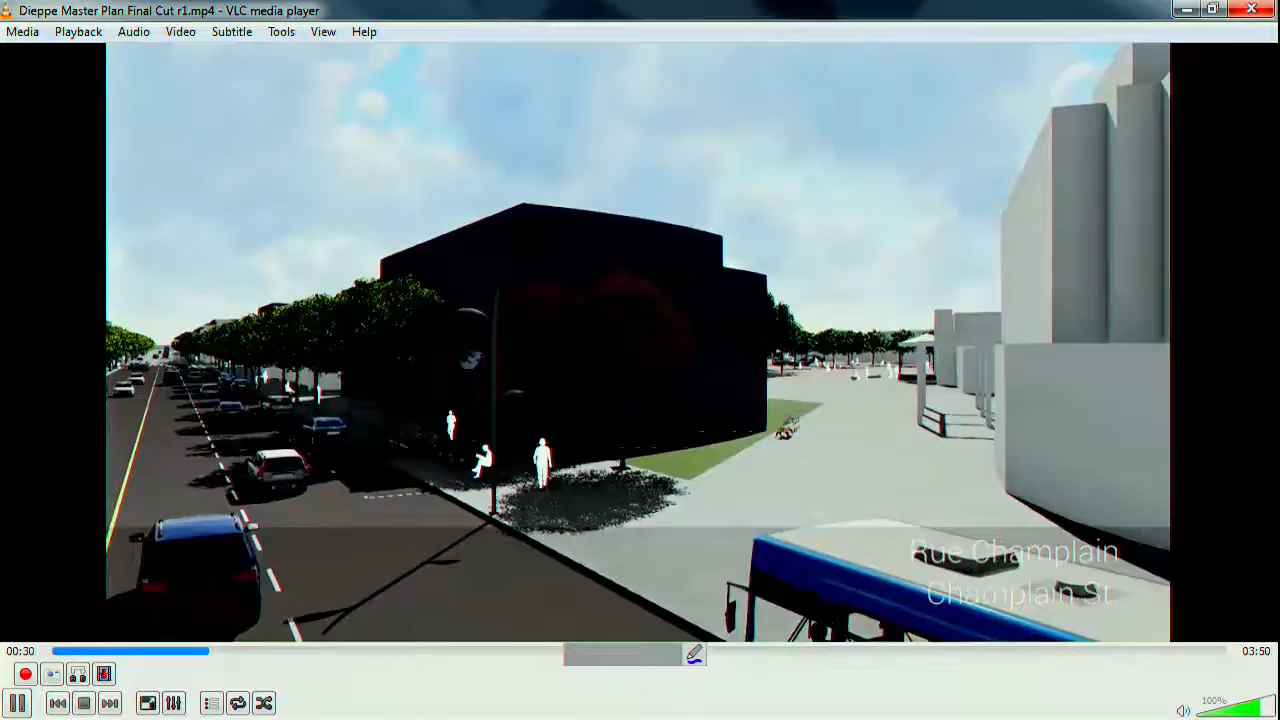 Dieppe Master Plan Final Cut r1.mp4 - VLC media player
Media Playback Audio Video Subtitle Tools View Help
Rue Champlain
Champlain St.
00:30
03:50
100%